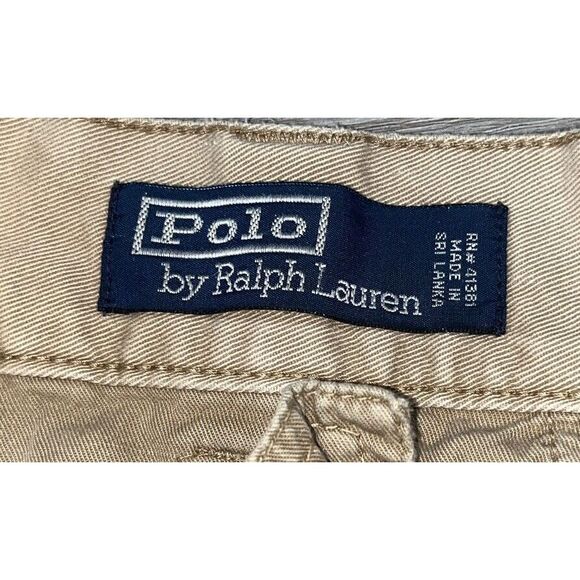 Polo
by Ralph Lauren
RN# 41381
MADE IN
SRI LANKA